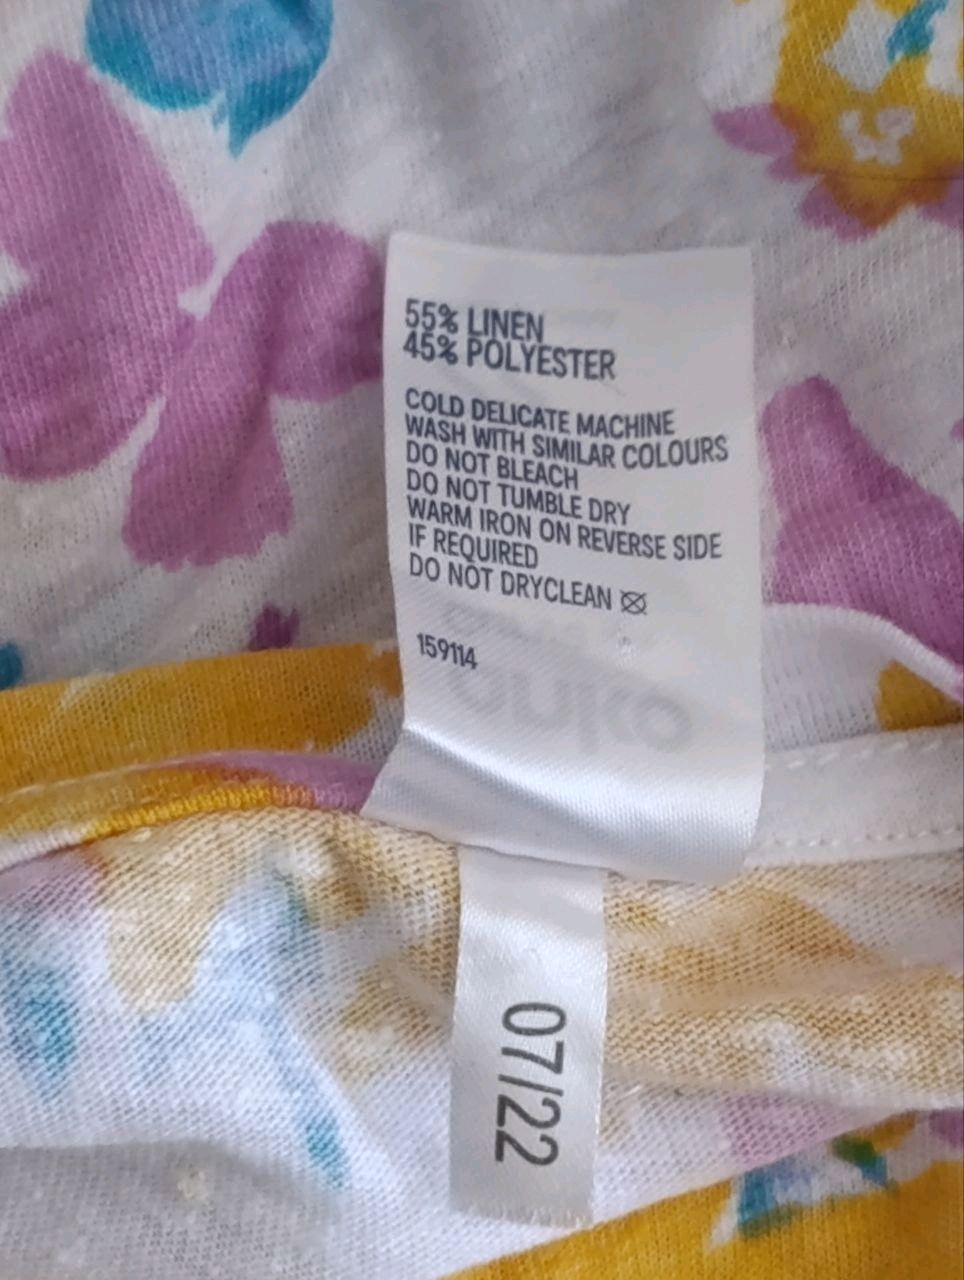 55% LINEN
45% POLYESTER
COLD DELICATE MACHINE
WASH WITH SIMILAR COLOURS
DO NOT BLEACH
DO NOT TUMBLE DRY
WARM IRON ON REVERSE SIDE
IF REQUIRED
DO NOT DRYCLEAN
159114
anko
07/22